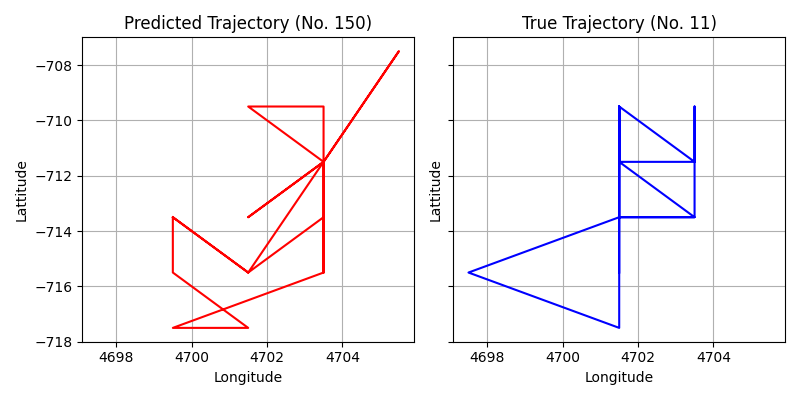 Predicted Trajectory (No. 150)
True Trajectory (No. 11)
−708
−710
−712
−714
−716
−718
Lattitude
Lattitude
4698 4700 4702 4704
4698 4700 4702 4704
Longitude
Longitude